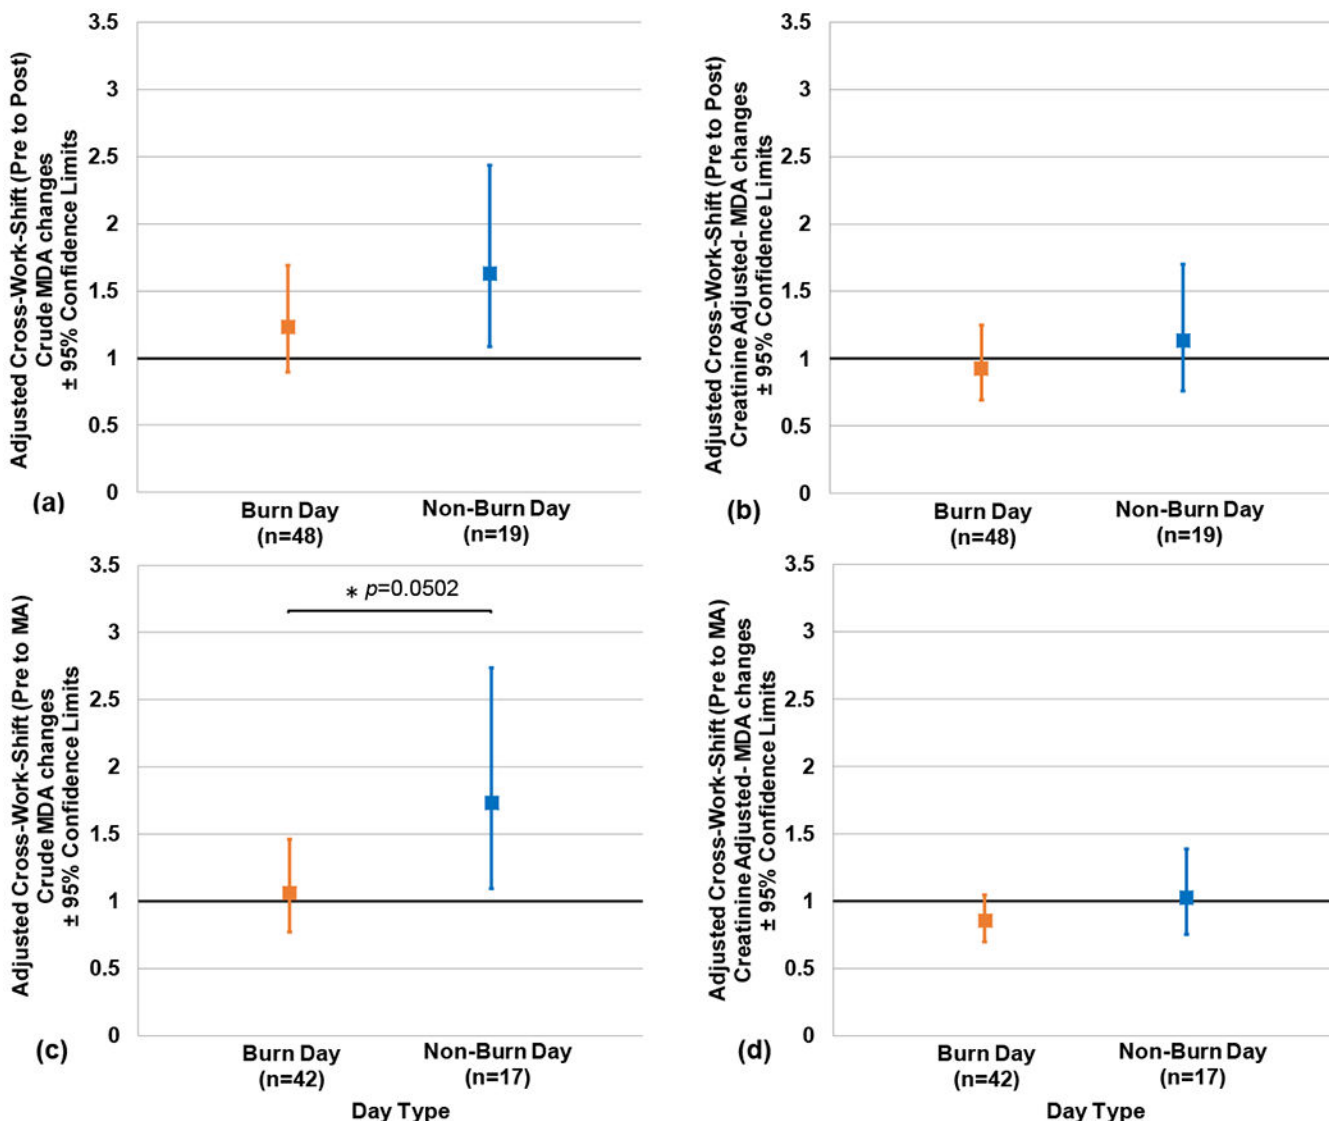 Adjusted Cross-Work-Shift (Pre to Post)
Crude MDA changes
± 95% Confidence Limits
3.5
3
2.5
2
1.5
1
0.5
0
(a)
Burn Day
(n=48)
Non-Burn Day
(n=19)
Adjusted Cross-Work-Shift (Pre to Post)
Creatinine Adjusted- MDA changes
± 95% Confidence Limits
3.5
3
2.5
2
1.5
1
0.5
0
(b)
Burn Day
(n=48)
Non-Burn Day
(n=19)
Adjusted Cross-Work-Shift (Pre to MA)
Crude MDA changes
± 95% Confidence Limits
3.5
3
2.5
2
1.5
1
0.5
0
* p=0.0502
(c)
Burn Day
(n=42)
Non-Burn Day
(n=17)
Day Type
Adjusted Cross-Work-Shift (Pre to MA)
Creatinine Adjusted- MDA changes
± 95% Confidence Limits
3.5
3
2.5
2
1.5
1
0.5
0
(d)
Burn Day
(n=42)
Non-Burn Day
(n=17)
Day Type